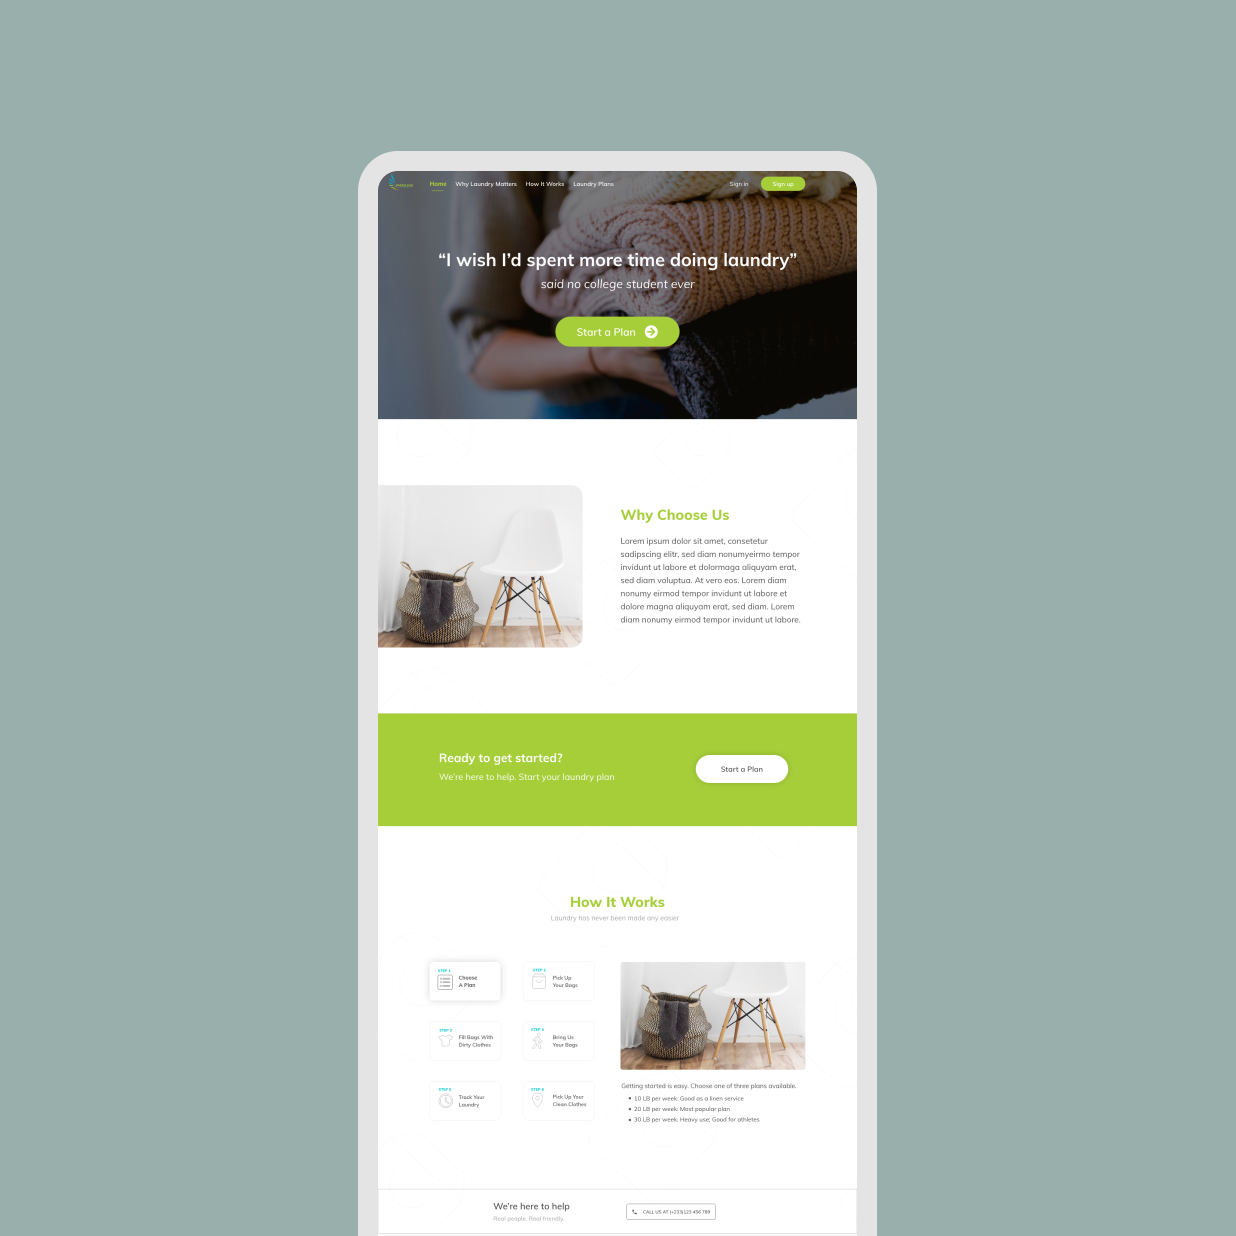 Home Why Laundry Matters How It Works Laundry Plans Sign in Sign up
“I wish I’d spent more time doing laundry”
said no college student ever
Start a Plan
Why Choose Us
Lorem ipsum dolor sit amet, consetetur
sadipscing elitr, sed diam nonumyeirmo tempor
invidunt ut labore et dolormaga aliquyam erat,
sed diam voluptua. At vero eos. Lorem diam
nonumy eirmod tempor invidunt ut labore et
dolore magna aliquyam erat, sed diam. Lorem
diam nonumy eirmod tempor invidunt ut labore.
Ready to get started?
We’re here to help. Start your laundry plan
Start a Plan
How It Works
Laundry has never been made any easier
STEP 1
Choose
A Plan
STEP 2
Pick Up
Your Bags
STEP 3
Fill Bags With
Dirty Clothes
STEP 4
Bring Us
Your Bags
STEP 5
Track Your
Laundry
STEP 6
Pick Up Your
Clean Clothes
Getting started is easy. Choose one of three plans available.
• 10 LB per week: Good as a linen service
• 20 LB per week: Most popular plan
• 30 LB per week: Heavy use; Good for athletes
We’re here to help
Real people. Real friendly.
CALL US AT (+233)123 456 789